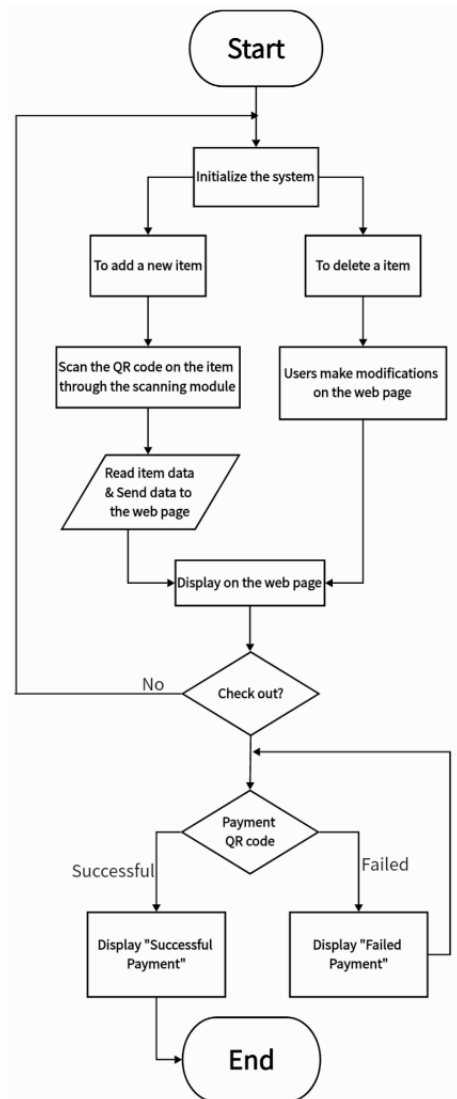 Start
Initialize the system
To add a new item
To delete a item
Scan the QR code on the item
through the scanning module
Users make modifications
on the web page
Read item data
& Send data to
the web page
Display on the web page
No
Check out?
Payment
QR code
Successful
Failed
Display "Successful
Payment"
Display "Failed
Payment"
End